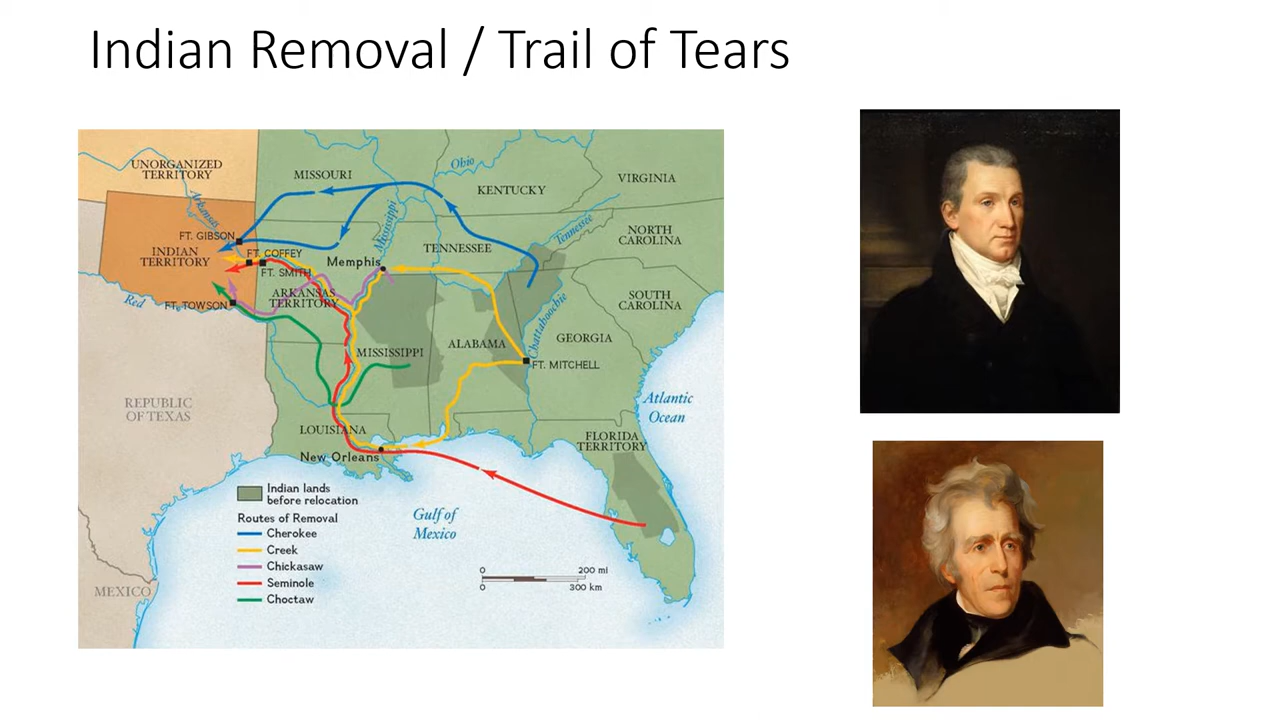 Indian Removal / Trail of Tears
UNORGANIZED
TERRITORY
MISSOURI
Ohio
KENTUCKY
VIRGINIA
Arkansas
Mississippi
Tennessee
NORTH
CAROLINA
FT. GIBSON
INDIAN
TERRITORY
FT. COFFEY
FT. SMITH
Memphis
TENNESSEE
Red
FT. TOWSON
ARKANSAS
TERRITORY
SOUTH
CAROLINA
Chattahoochie
MISSISSIPPI
ALABAMA
GEORGIA
FT. MITCHELL
REPUBLIC
OF TEXAS
Atlantic
Ocean
LOUISIANA
New Orleans
FLORIDA
TERRITORY
Indian lands
before relocation
Routes of Removal
Cherokee
Creek
Chickasaw
Seminole
Choctaw
Gulf of
Mexico
0 200 mi
0 300 km
MEXICO